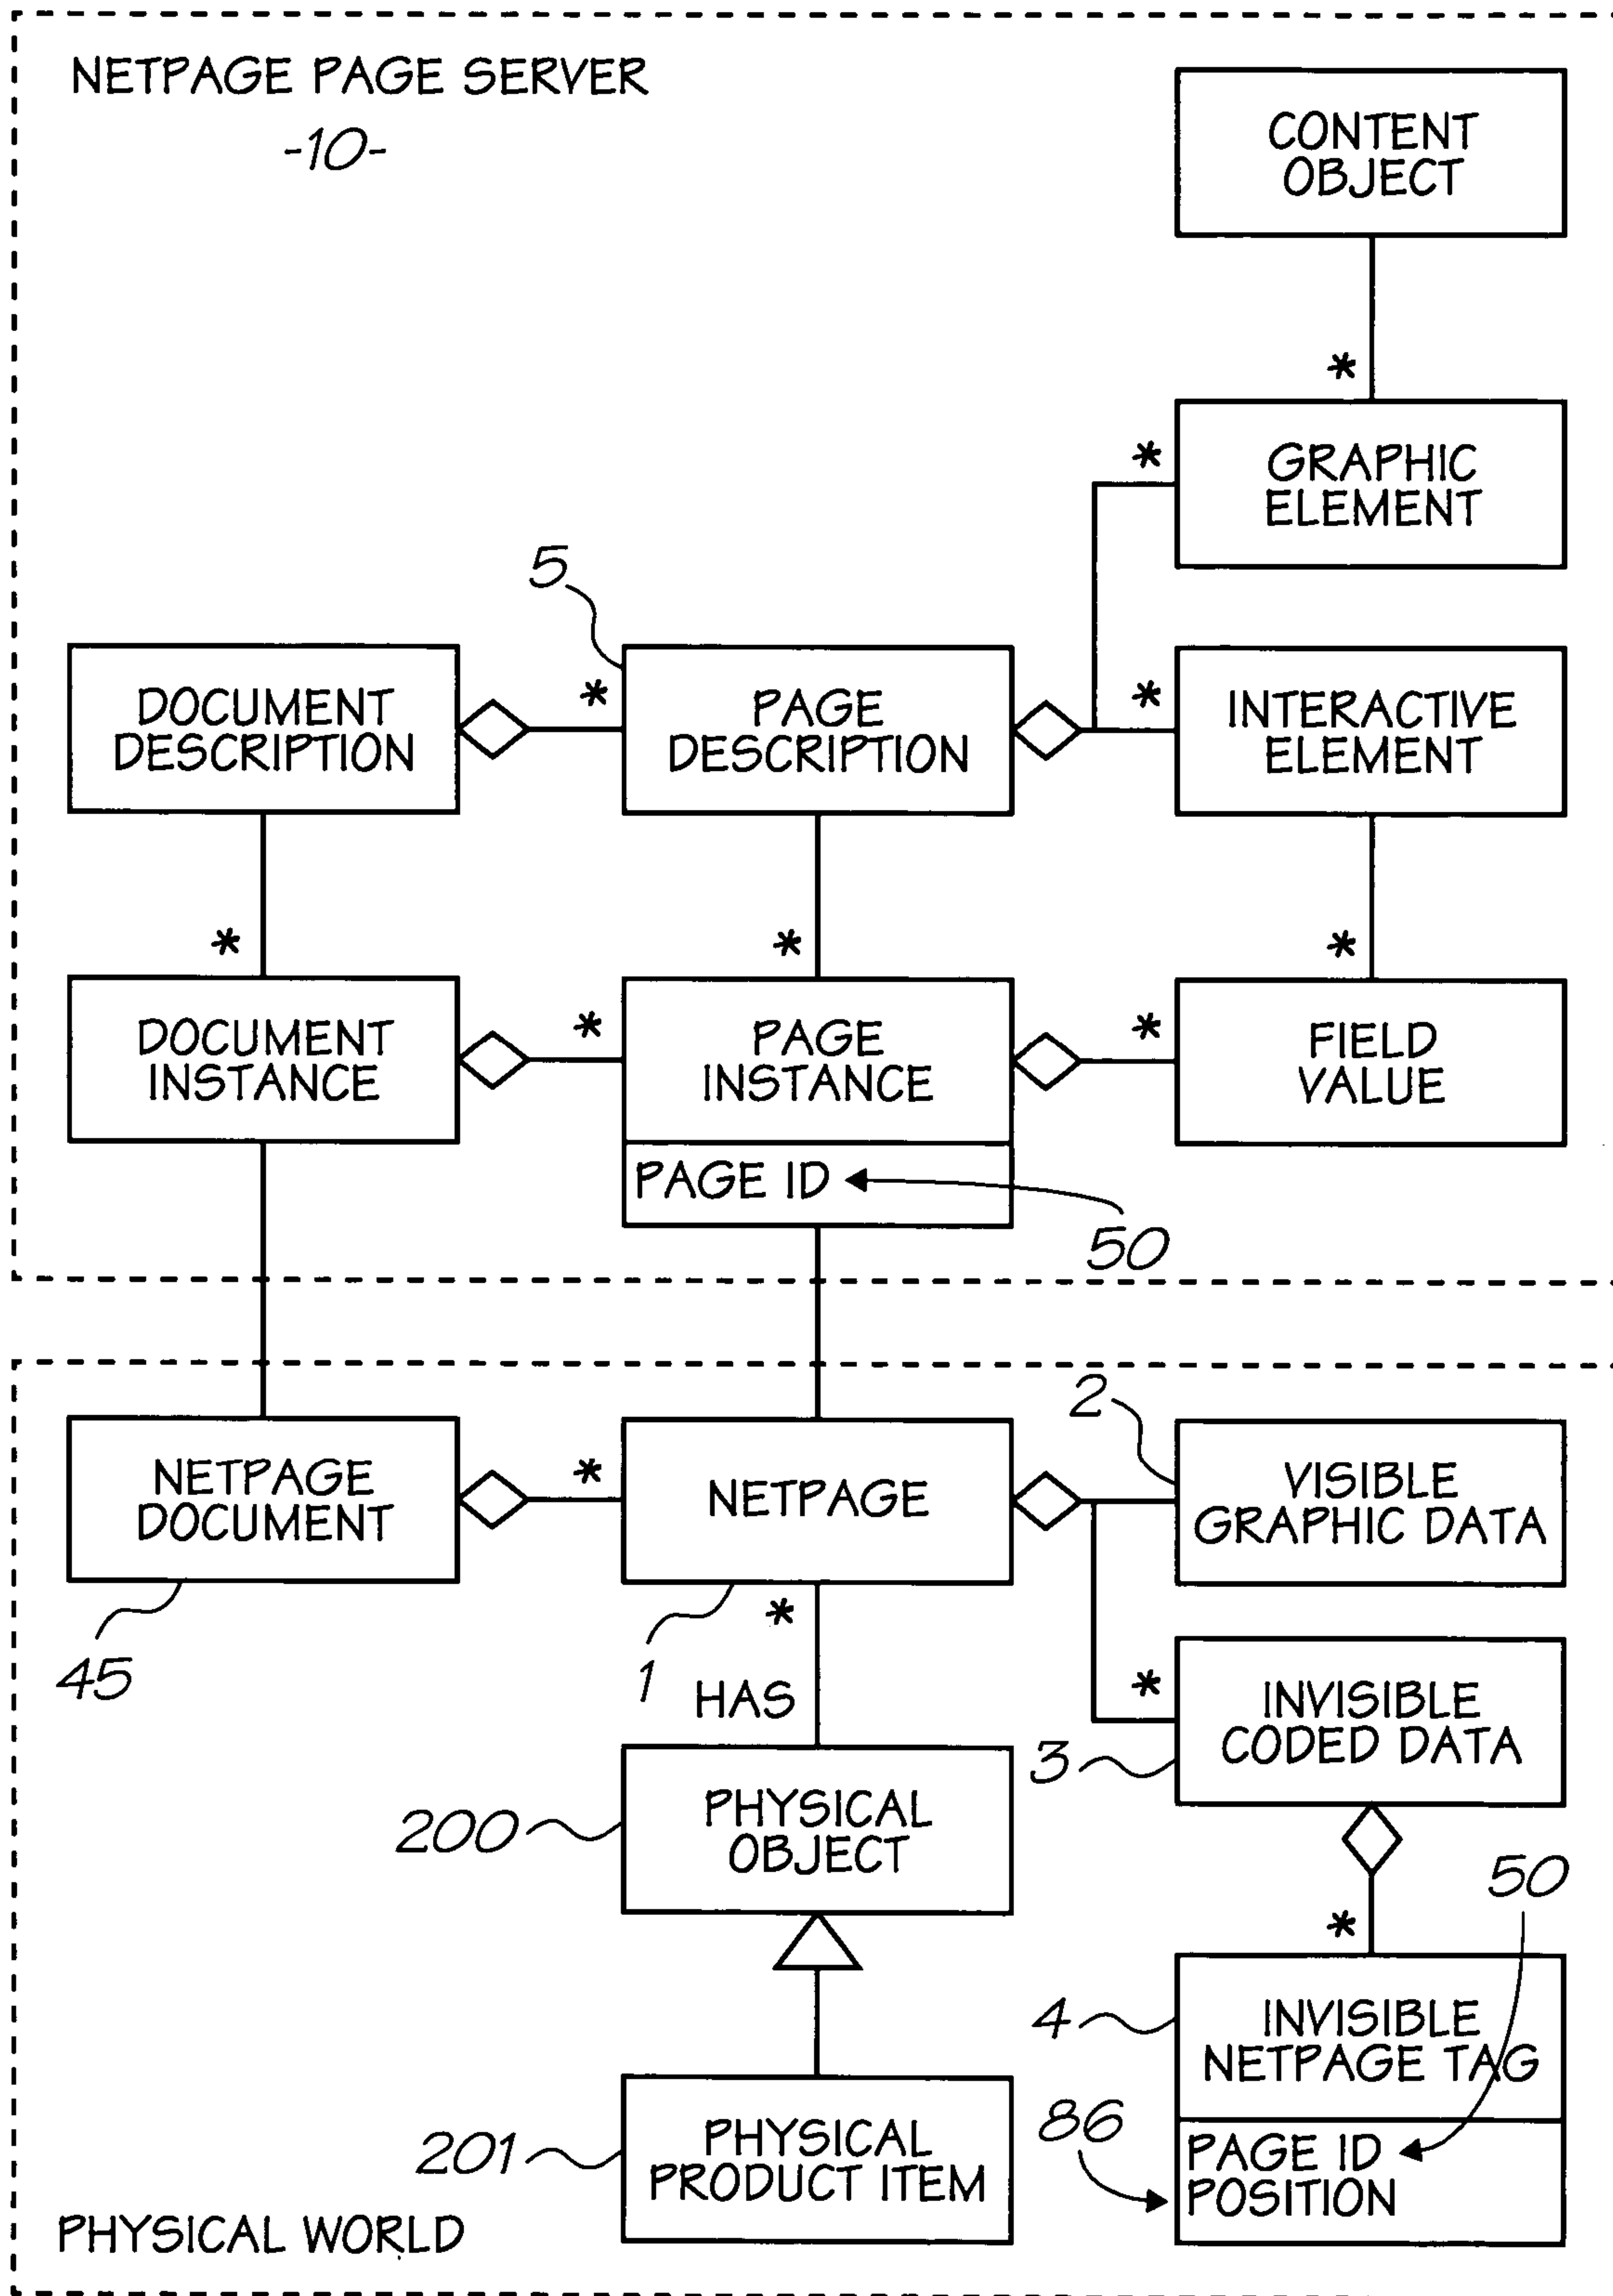 NETPAGE PAGE SERVER
-10-
CONTENT
OBJECT
*
*
GRAPHIC
ELEMENT
5
DOCUMENT
DESCRIPTION
*
PAGE
DESCRIPTION
*
INTERACTIVE
ELEMENT
*
*
*
DOCUMENT
INSTANCE
*
PAGE
INSTANCE
*
FIELD
VALUE
PAGE ID
50
2
NETPAGE
DOCUMENT
*
NETPAGE
VISIBLE
GRAPHIC DATA
45
1
*
HAS
*
INVISIBLE
CODED DATA
3
200
PHYSICAL
OBJECT
50
*
4
INVISIBLE
NETPAGE TAG
201
PHYSICAL
PRODUCT ITEM
86
PAGE ID
POSITION
PHYSICAL WORLD